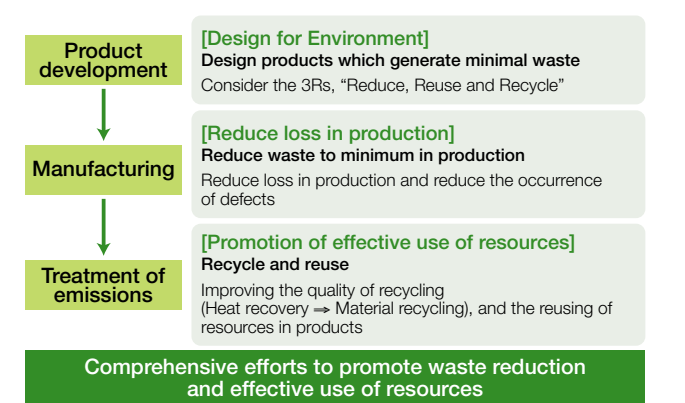 Product
development
[Design for Environment]
Design products which generate minimal waste
Consider the 3Rs, “Reduce, Reuse and Recycle”
Manufacturing
[Reduce loss in production]
Reduce waste to minimum in production
Reduce loss in production and reduce the occurrence
of defects
Treatment of
emissions
[Promotion of effective use of resources]
Recycle and reuse
Improving the quality of recycling
(Heat recovery ⇒ Material recycling), and the reusing of
resources in products
Comprehensive efforts to promote waste reduction
and effective use of resources